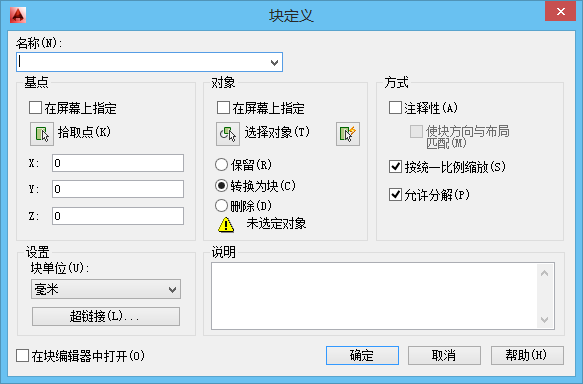 块定义
名称(N):
基点
在屏幕上指定
拾取点(K)
X: 0
Y: 0
Z: 0
对象
在屏幕上指定
选择对象(T)
保留(R)
转换为块(C)
删除(D)
未选定对象
方式
注释性(A)
使块方向与布局
匹配(M)
按统一比例缩放(S)
允许分解(P)
设置
块单位(U):
毫米
超链接(L)...
说明
在块编辑器中打开(O)
确定
取消
帮助(H)